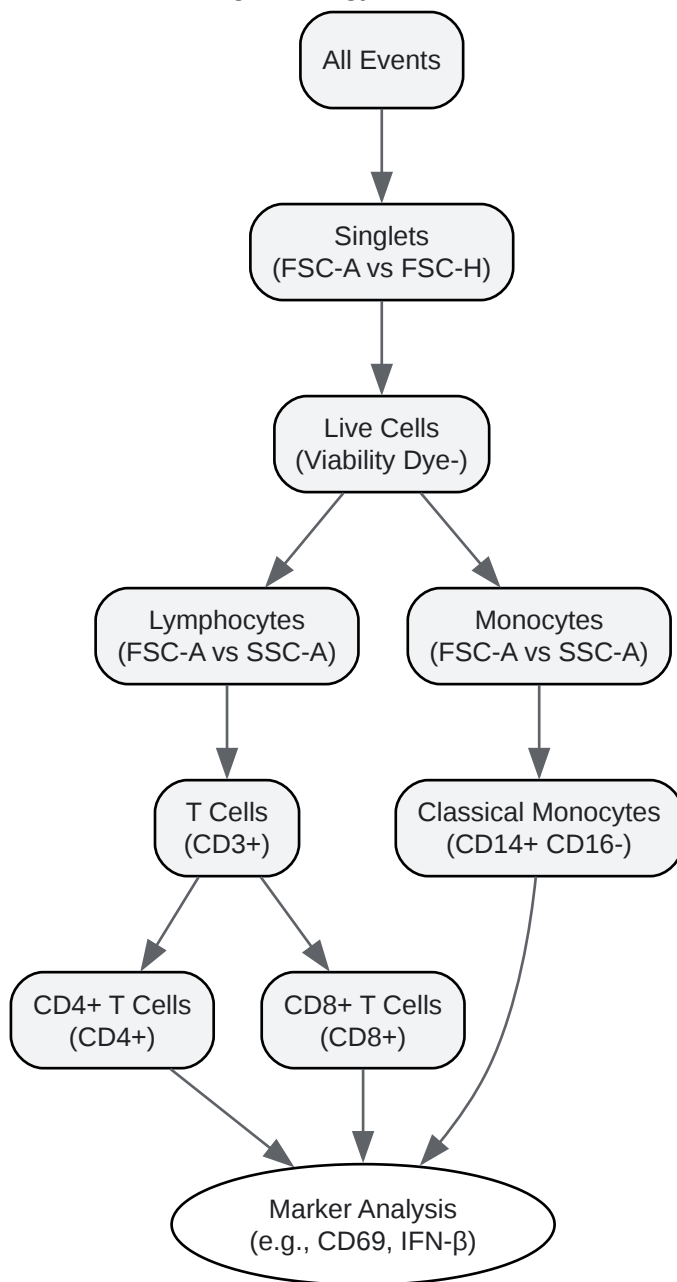 All Events
Singlets
(FSC-A vs FSC-H)
Live Cells
(Viability Dye-)
Lymphocytes
(FSC-A vs SSC-A)
Monocytes
(FSC-A vs SSC-A)
T Cells
(CD3+)
Classical Monocytes
(CD14+ CD16-)
CD4+ T Cells
(CD4+)
CD8+ T Cells
(CD8+)
Marker Analysis
(e.g., CD69, IFN-β)